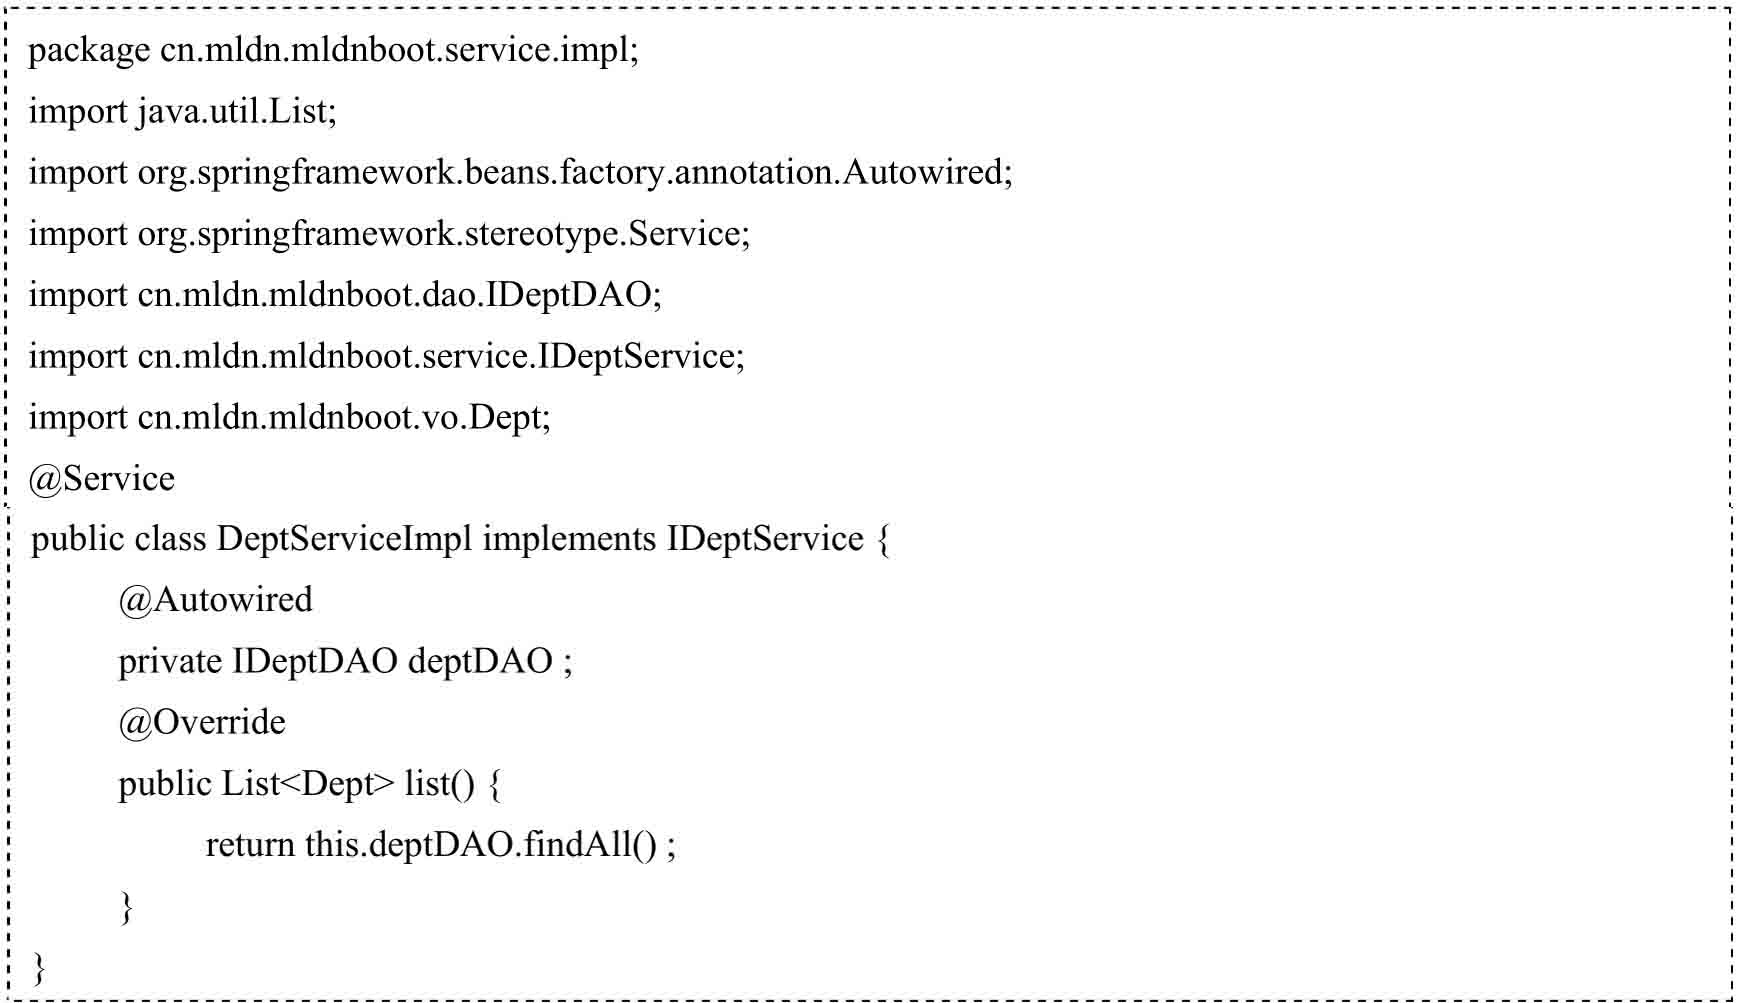 package cn.mldn.mldnboot.service.impl;
import java.util.List;
import org.springframework.beans.factory.annotation.Autowired;
import org.springframework.stereotype.Service;
import cn.mldn.mldnboot.dao.IDeptDAO;
import cn.mldn.mldnboot.service.IDeptService;
import cn.mldn.mldnboot.vo.Dept;
@Service
public class DeptServiceImpl implements IDeptService {
@Autowired
private IDeptDAO deptDAO ;
@Override
public List<Dept> list() {
return this.deptDAO.findAll() ;
}
}